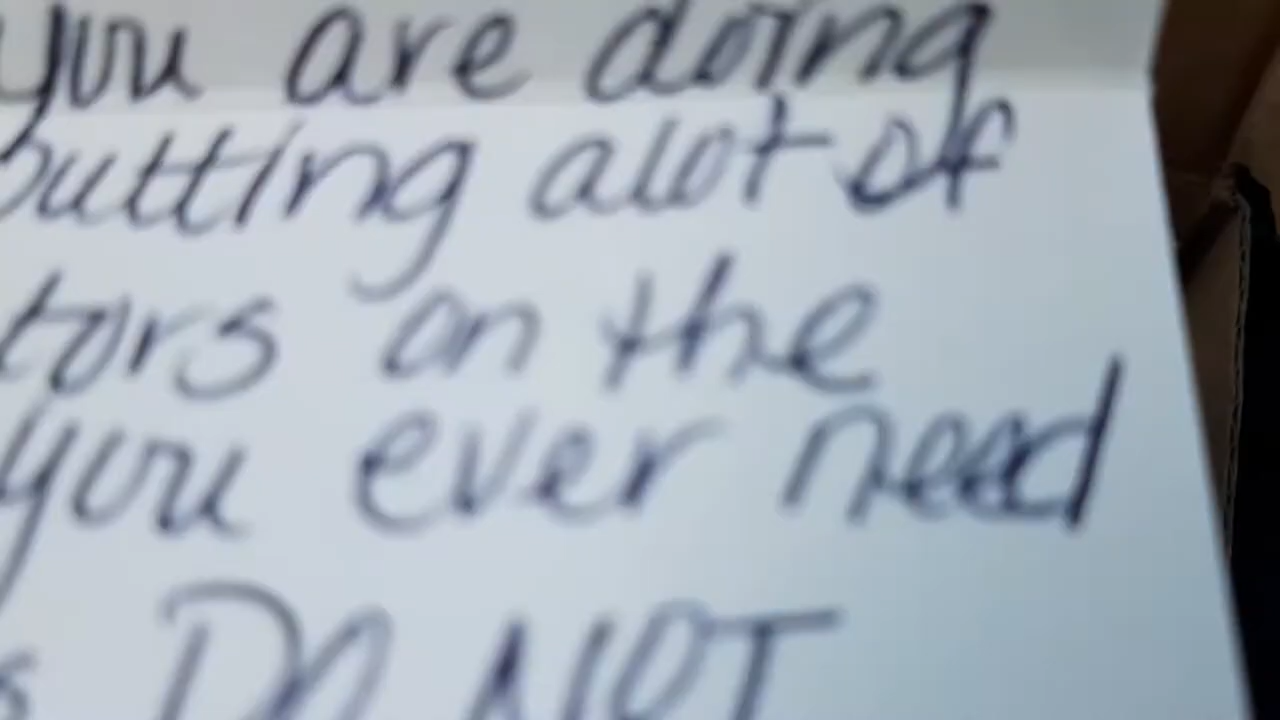 you are doing
putting alot of
tors on the
you ever need
s DO NOT